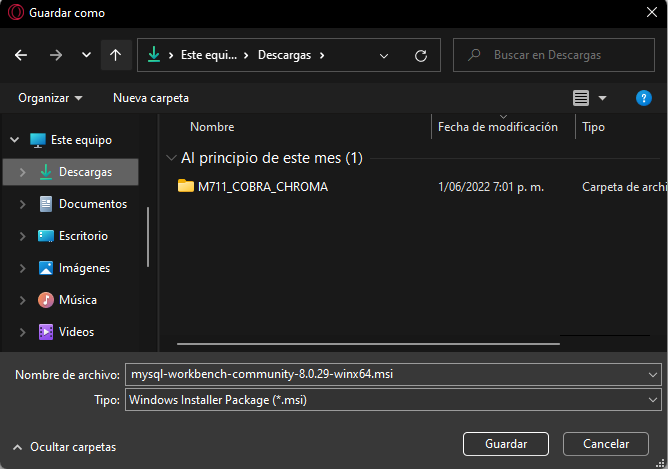 Guardar como
Este equi... Descargas
Buscar en Descargas
Organizar
Nueva carpeta
Nombre
Fecha de modificación
Tipo
Este equipo
Al principio de este mes (1)
Descargas
M711_COBRA_CHROMA
1/06/2022 7:01 p. m.
Carpeta de archi
Documentos
Escritorio
Imágenes
Música
Videos
Nombre de archivo: mysql-workbench-community-8.0.29-winx64.msi
Tipo: Windows Installer Package (*.msi)
Ocultar carpetas
Guardar
Cancelar